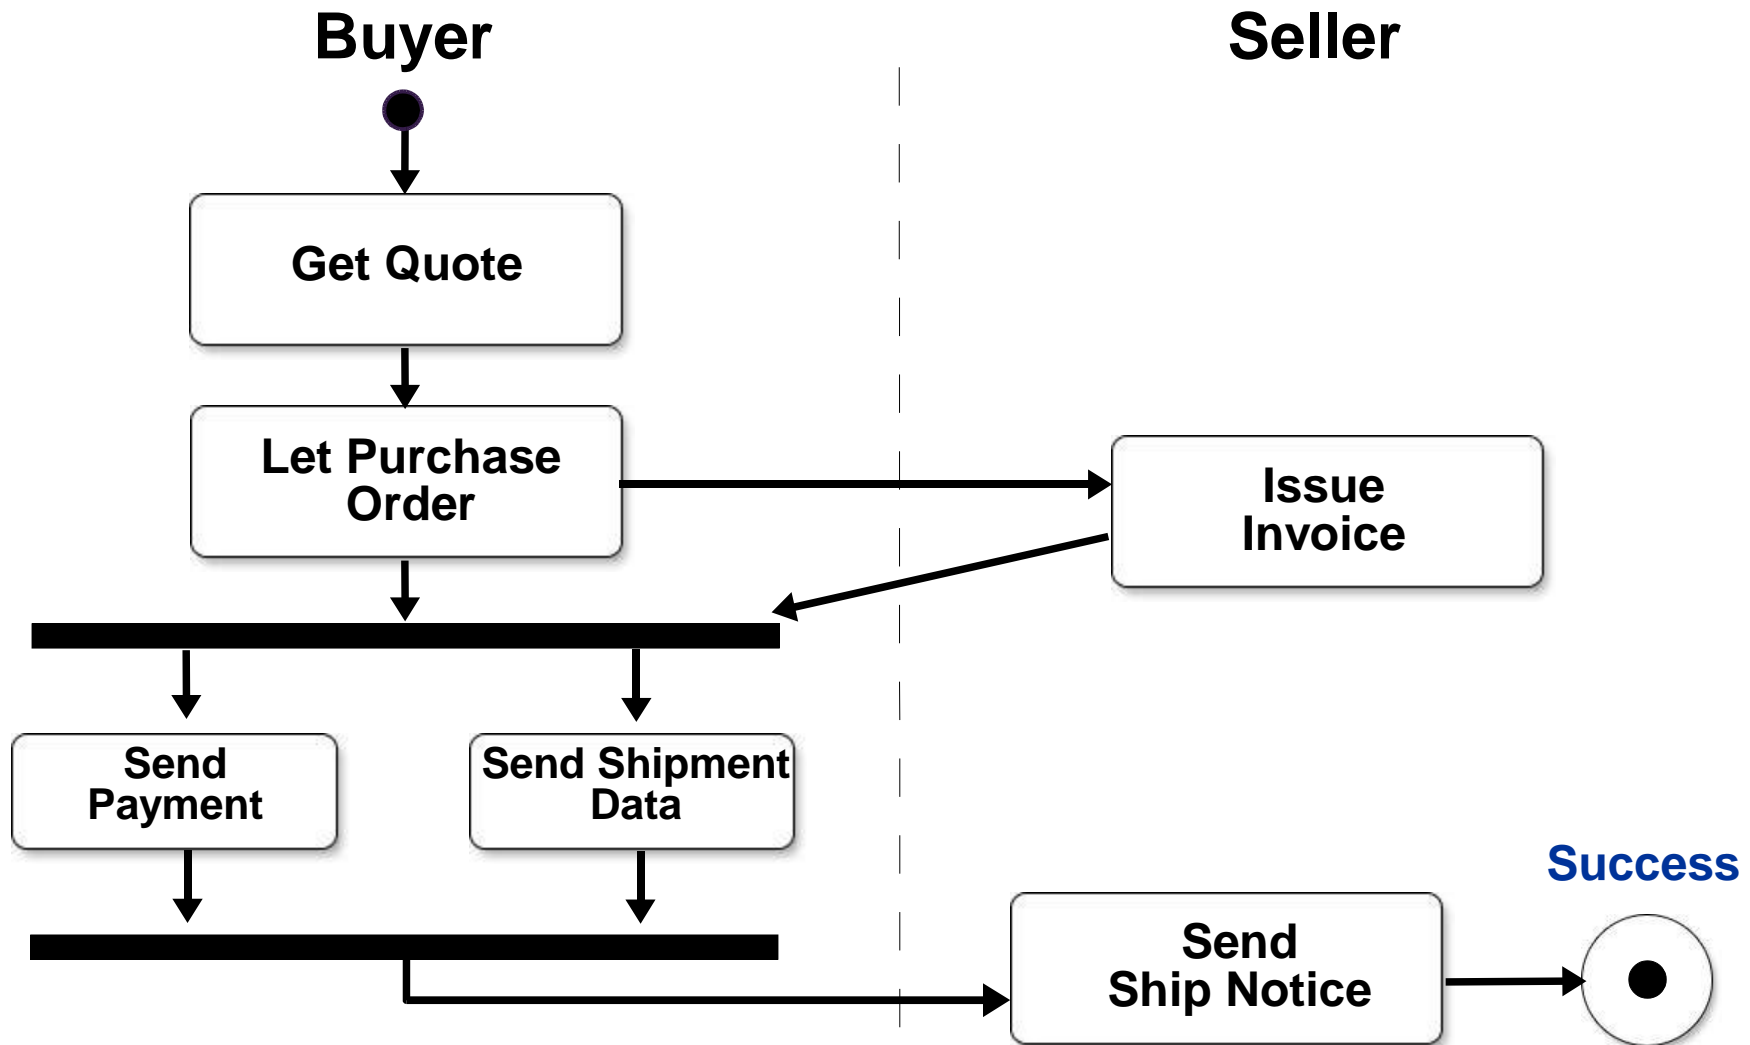 Buyer
Seller
Get Quote
Let Purchase
Order
Issue
Invoice
Send
Payment
Send Shipment
Data
Success
Send
Ship Notice